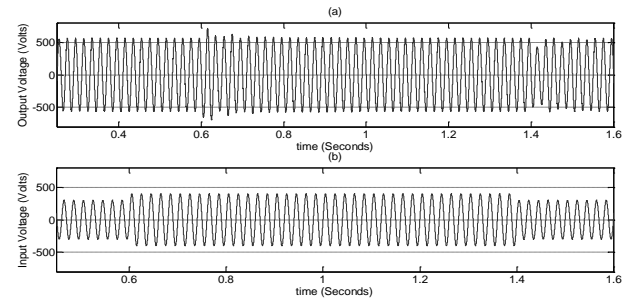 (a)
Output Voltage (Volts)
500
0
-500
0.4 0.6 0.8 1 1.2 1.4 1.6
time (Seconds)
(b)
Input Voltage (Volts)
500
0
-500
0.6 0.8 1 1.2 1.4 1.6
time (Seconds)